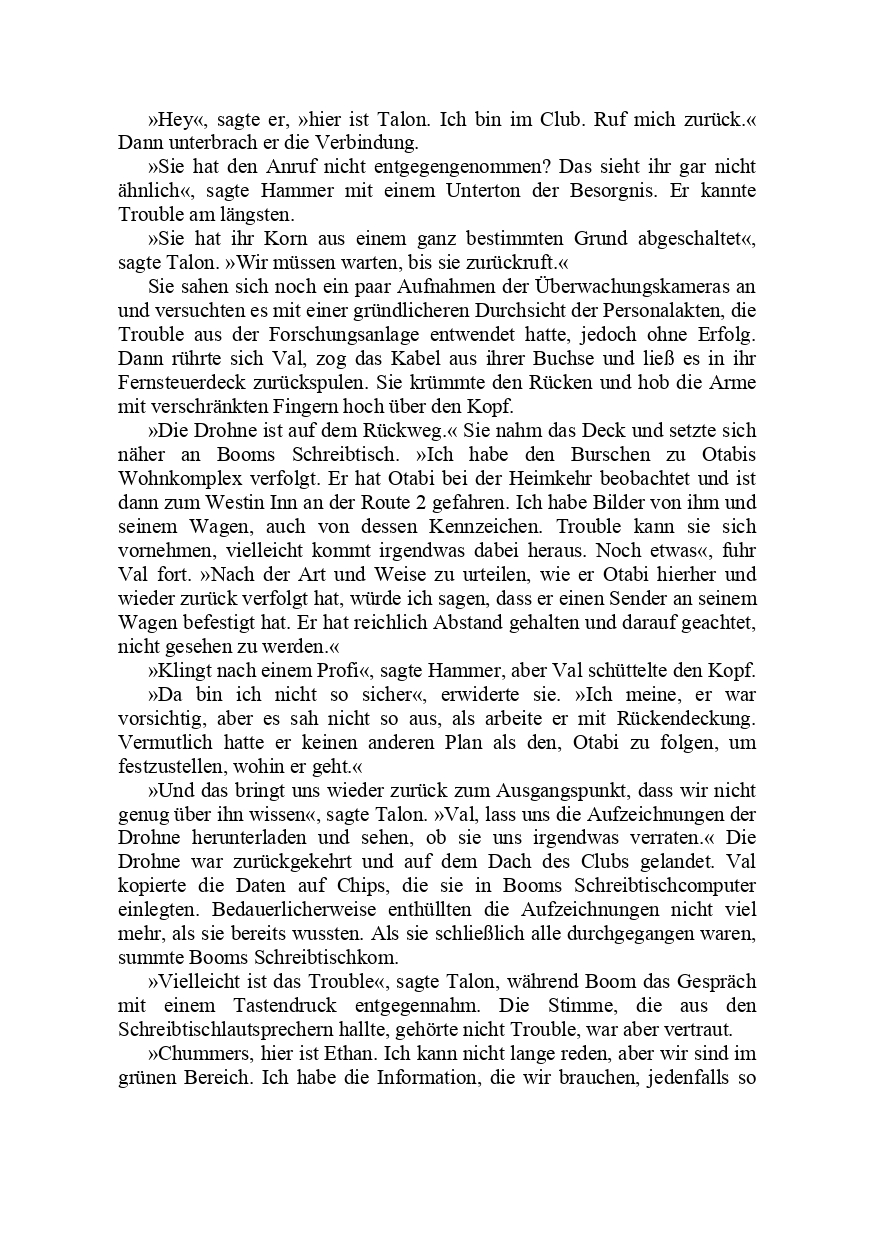 »Hey«, sagte er, »hier ist Talon. Ich bin im Club. Ruf mich zurück.«
Dann unterbrach er die Verbindung.
»Sie hat den Anruf nicht entgegengenommen? Das sieht ihr gar nicht
ähnlich«, sagte Hammer mit einem Unterton der Besorgnis. Er kannte
Trouble am längsten.
»Sie hat ihr Korn aus einem ganz bestimmten Grund abgeschaltet«,
sagte Talon. »Wir müssen warten, bis sie zurückruft.«
Sie sahen sich noch ein paar Aufnahmen der Überwachungskameras an
und versuchten es mit einer gründlicheren Durchsicht der Personalakten, die
Trouble aus der Forschungsanlage entwendet hatte, jedoch ohne Erfolg.
Dann rührte sich Val, zog das Kabel aus ihrer Buchse und ließ es in ihr
Fernsteuerdeck zurückspulen. Sie krümmte den Rücken und hob die Arme
mit verschränkten Fingern hoch über den Kopf.
»Die Drohne ist auf dem Rückweg.« Sie nahm das Deck und setzte sich
näher an Booms Schreibtisch. »Ich habe den Burschen zu Otabis
Wohnkomplex verfolgt. Er hat Otabi bei der Heimkehr beobachtet und ist
dann zum Westin Inn an der Route 2 gefahren. Ich habe Bilder von ihm und
seinem Wagen, auch von dessen Kennzeichen. Trouble kann sie sich
vornehmen, vielleicht kommt irgendwas dabei heraus. Noch etwas«, fuhr
Val fort. »Nach der Art und Weise zu urteilen, wie er Otabi hierher und
wieder zurück verfolgt hat, würde ich sagen, dass er einen Sender an seinem
Wagen befestigt hat. Er hat reichlich Abstand gehalten und darauf geachtet,
nicht gesehen zu werden.«
»Klingt nach einem Profi«, sagte Hammer, aber Val schüttelte den Kopf.
»Da bin ich nicht so sicher«, erwiderte sie. »Ich meine, er war
vorsichtig, aber es sah nicht so aus, als arbeite er mit Rückendeckung.
Vermutlich hatte er keinen anderen Plan als den, Otabi zu folgen, um
festzustellen, wohin er geht.«
»Und das bringt uns wieder zurück zum Ausgangspunkt, dass wir nicht
genug über ihn wissen«, sagte Talon. »Val, lass uns die Aufzeichnungen der
Drohne herunterladen und sehen, ob sie uns irgendwas verraten.« Die
Drohne war zurückgekehrt und auf dem Dach des Clubs gelandet. Val
kopierte die Daten auf Chips, die sie in Booms Schreibtischcomputer
einlegten. Bedauerlicherweise enthüllten die Aufzeichnungen nicht viel
mehr, als sie bereits wussten. Als sie schließlich alle durchgegangen waren,
summte Booms Schreibtischkom.
»Vielleicht ist das Trouble«, sagte Talon, während Boom das Gespräch
mit einem Tastendruck entgegennahm. Die Stimme, die aus den
Schreibtischlautsprechern hallte, gehörte nicht Trouble, war aber vertraut.
»Chummers, hier ist Ethan. Ich kann nicht lange reden, aber wir sind im
grünen Bereich. Ich habe die Information, die wir brauchen, jedenfalls so